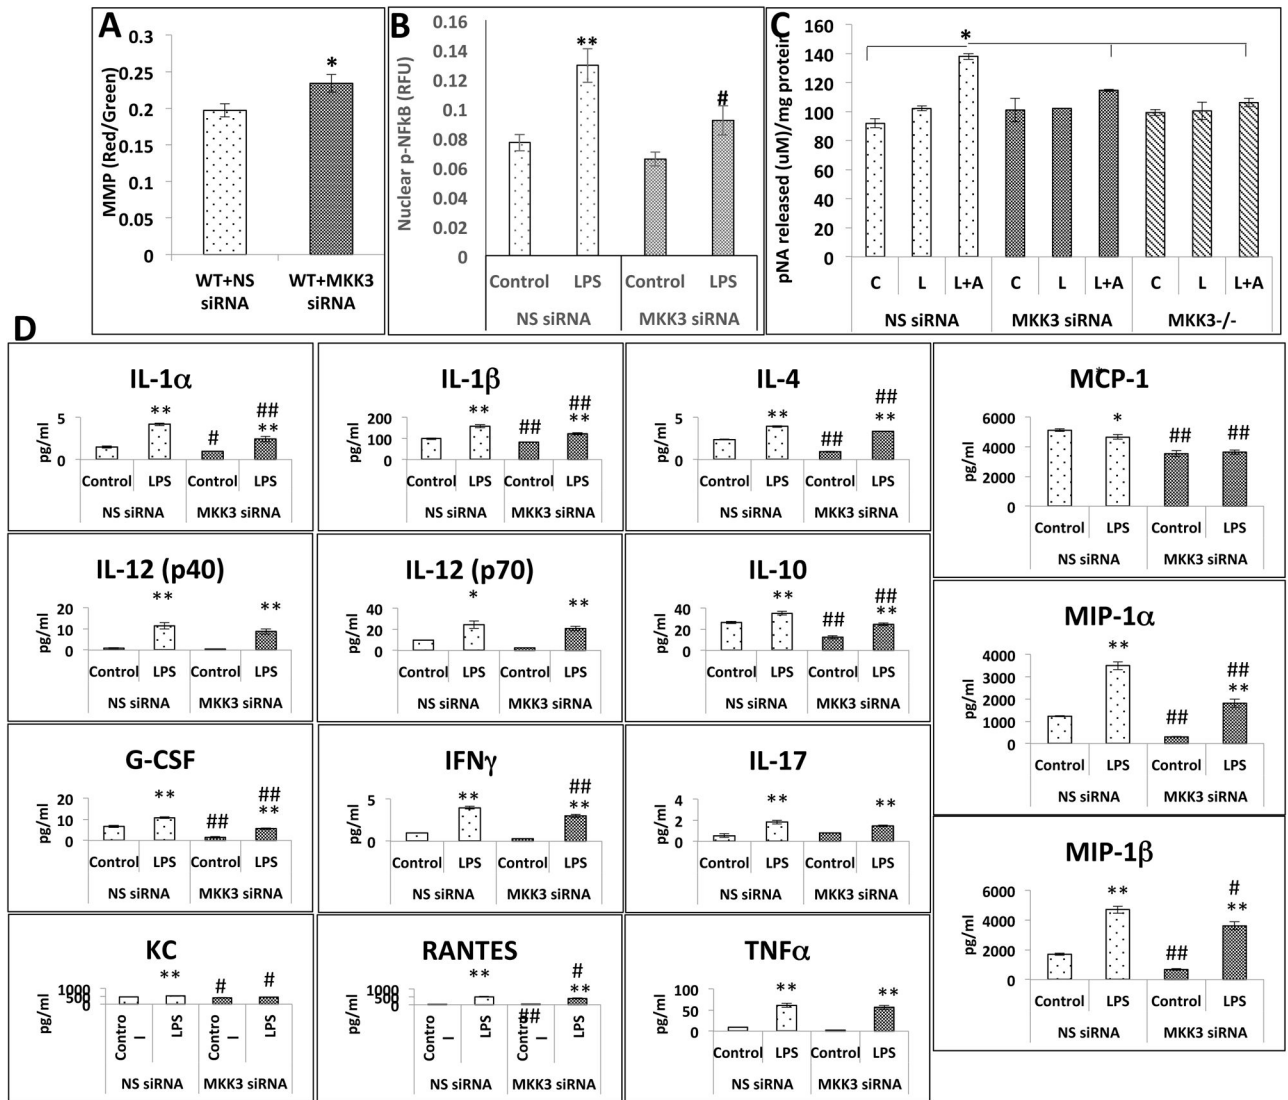 A
MMP (Red/Green)
0.3
0.25
0.2
0.15
0.1
0.05
0
*
WT+NS siRNA
WT+MKK3 siRNA
B
Nuclear p-NFkB (RFU)
0.16
0.14
0.12
0.1
0.08
0.06
0.04
0.02
0
**
#
Control LPS Control LPS
NS siRNA MKK3 siRNA
C
pNA released (uM)/mg protein
160
140
120
100
80
60
40
20
0
*
C L L+A C L L+A C L L+A
NS siRNA MKK3 siRNA MKK3-/-
D
IL-1α
pg/ml
5
0
** # ## **
Control LPS Control LPS
NS siRNA MKK3 siRNA
IL-1β
pg/ml
200
100
0
** ## ## **
Control LPS Control LPS
NS siRNA MKK3 siRNA
IL-4
pg/ml
5
0
** ## ## **
Control LPS Control LPS
NS siRNA MKK3 siRNA
MCP-1
*
pg/ml
6000
4000
2000
0
* ## ##
Control LPS Control LPS
NS siRNA MKK3 siRNA
IL-12 (p40)
pg/ml
20
10
0
** **
Control LPS Control LPS
NS siRNA MKK3 siRNA
IL-12 (p70)
pg/ml
40
20
0
* **
Control LPS Control LPS
NS siRNA MKK3 siRNA
IL-10
pg/ml
40
20
0
** ## ## **
Control LPS Control LPS
NS siRNA MKK3 siRNA
MIP-1α
pg/ml
4000
3000
2000
1000
0
** ## ## **
Control LPS Control LPS
NS siRNA MKK3 siRNA
G-CSF
pg/ml
20
10
0
** ## ## **
Control LPS Control LPS
NS siRNA MKK3 siRNA
IFNγ
pg/ml
5
0
** ## **
Control LPS Control LPS
NS siRNA MKK3 siRNA
IL-17
pg/ml
4
2
0
** **
Control LPS Control LPS
NS siRNA MKK3 siRNA
MIP-1β
pg/ml
6000
4000
2000
0
** ## # **
Control LPS Control LPS
NS siRNA MKK3 siRNA
KC
pg/ml
1000
500
0
** # #
Control LPS Control LPS
NS siRNA MKK3 siRNA
RANTES
pg/ml
1000
500
0
** ## # **
Control LPS Control LPS
NS siRNA MKK3 siRNA
TNFα
pg/ml
100
50
0
** **
Control LPS Control LPS
NS siRNA MKK3 siRNA